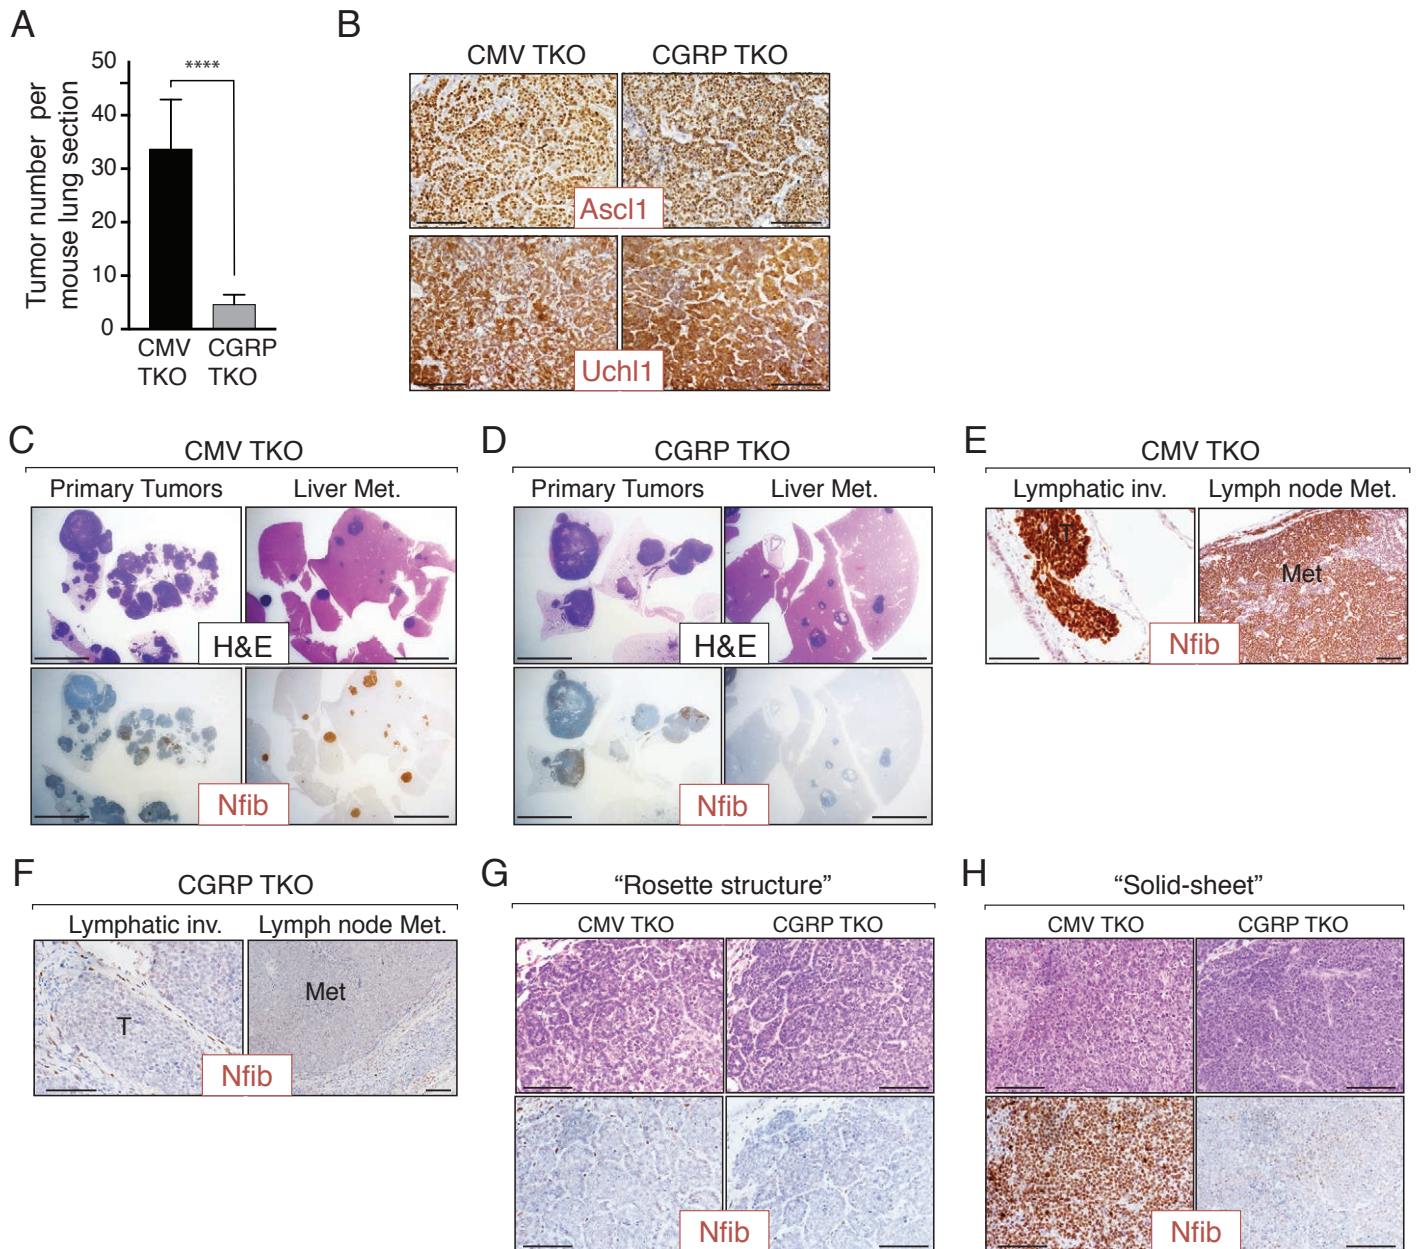 A
Tumor number per
mouse lung section
50
40
30
20
10
0
****
CMV
TKO
CGRP
TKO
B
CMV TKO
CGRP TKO
Ascl1
Uchl1
C
CMV TKO
Primary Tumors
Liver Met.
H&E
Nfib
D
CGRP TKO
Primary Tumors
Liver Met.
H&E
Nfib
E
CMV TKO
Lymphatic inv.
Lymph node Met.
T
Met
Nfib
F
CGRP TKO
Lymphatic inv.
Lymph node Met.
T
Met
Nfib
G
“Rosette structure”
CMV TKO
CGRP TKO
Nfib
H
“Solid-sheet”
CMV TKO
CGRP TKO
Nfib